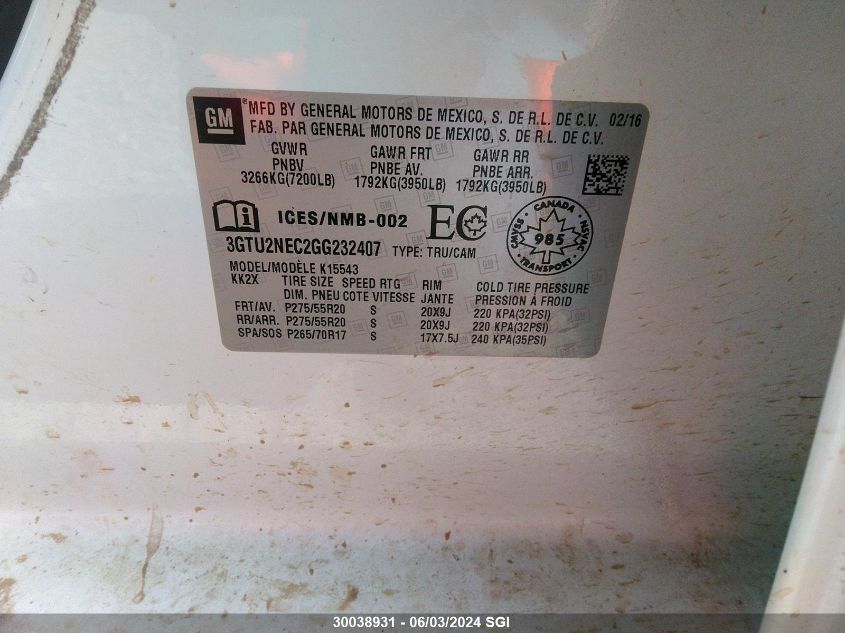 GM ® MFD BY GENERAL MOTORS DE MEXICO, S. DE R.L. DE C.V. 02/16
FAB. PAR GENERAL MOTORS DE MEXICO, S. DE R.L. DE C.V.
GVWR GAWR FRT GAWR RR
PNBV PNBE AV. PNBE ARR.
3266KG(7200LB) 1792KG(3950LB) 1792KG(3950LB)
ICES/NMB-002 EC
CANADA
CMVSS 985 NSVAC
TRANSPORT
3GTU2NEC2GG232407 TYPE: TRU/CAM
MODEL/MODÈLE K15543
KK2X TIRE SIZE SPEED RTG RIM COLD TIRE PRESSURE
DIM. PNEU COTE VITESSE JANTE PRESSION À FROID
FRT/AV. P275/55R20 S 20X9J 220 KPA(32PSI)
RR/ARR. P275/55R20 S 20X9J 220 KPA(32PSI)
SPA/SOS P265/70R17 S 17X7.5J 240 KPA(35PSI)
30038931 - 06/03/2024 SGI